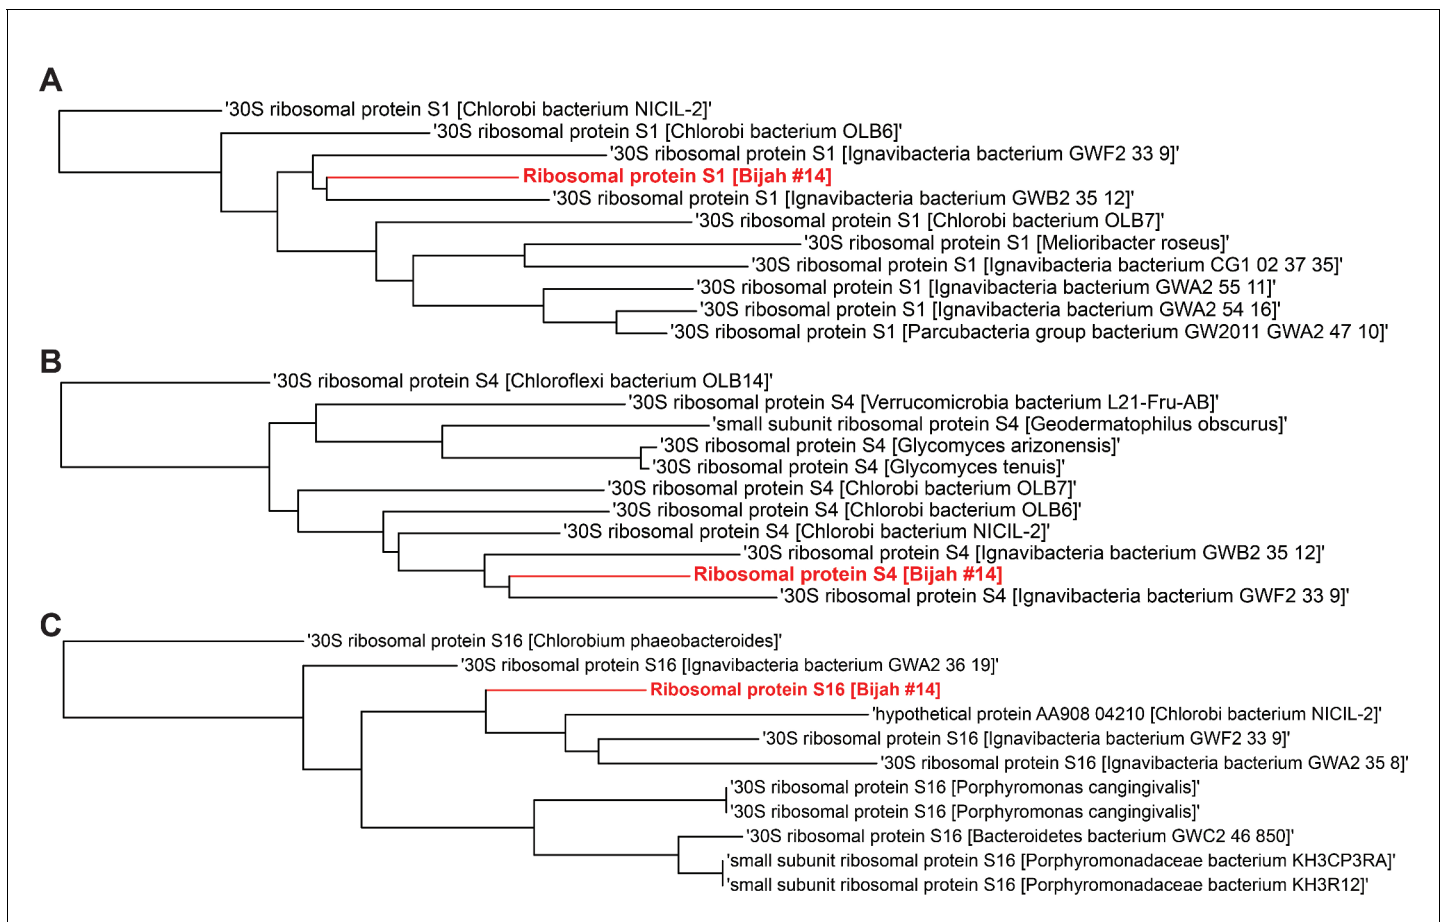 A
'30S ribosomal protein S1 [Chlorobi bacterium NICIL-2]'
'30S ribosomal protein S1 [Chlorobi bacterium OLB6]'
'30S ribosomal protein S1 [Ignavibacteria bacterium GWF2 33 9]'
Ribosomal protein S1 [Bijah #14]
'30S ribosomal protein S1 [Ignavibacteria bacterium GWB2 35 12]'
'30S ribosomal protein S1 [Chlorobi bacterium OLB7]'
'30S ribosomal protein S1 [Melioribacter roseus]'
'30S ribosomal protein S1 [Ignavibacteria bacterium CG1 02 37 35]'
'30S ribosomal protein S1 [Ignavibacteria bacterium GWA2 55 11]'
'30S ribosomal protein S1 [Ignavibacteria bacterium GWA2 54 16]'
'30S ribosomal protein S1 [Parcubacteria group bacterium GW2011 GWA2 47 10]'
B
'30S ribosomal protein S4 [Chloroflexi bacterium OLB14]'
'30S ribosomal protein S4 [Verrucomicrobia bacterium L21-Fru-AB]'
'small subunit ribosomal protein S4 [Geodermatophilus obscurus]'
'30S ribosomal protein S4 [Glycomyces arizonensis]'
'30S ribosomal protein S4 [Glycomyces tenuis]'
'30S ribosomal protein S4 [Chlorobi bacterium OLB7]'
'30S ribosomal protein S4 [Chlorobi bacterium OLB6]'
'30S ribosomal protein S4 [Chlorobi bacterium NICIL-2]'
'30S ribosomal protein S4 [Ignavibacteria bacterium GWB2 35 12]'
Ribosomal protein S4 [Bijah #14]
'30S ribosomal protein S4 [Ignavibacteria bacterium GWF2 33 9]'
C
'30S ribosomal protein S16 [Chlorobium phaeobacteroides]'
'30S ribosomal protein S16 [Ignavibacteria bacterium GWA2 36 19]'
Ribosomal protein S16 [Bijah #14]
'hypothetical protein AA908 04210 [Chlorobi bacterium NICIL-2]'
'30S ribosomal protein S16 [Ignavibacteria bacterium GWF2 33 9]'
'30S ribosomal protein S16 [Ignavibacteria bacterium GWA2 35 8]'
'30S ribosomal protein S16 [Porphyromonas cangingivalis]'
'30S ribosomal protein S16 [Porphyromonas cangingivalis]'
'30S ribosomal protein S16 [Bacteroidetes bacterium GWC2 46 850]'
'small subunit ribosomal protein S16 [Porphyromonadaceae bacterium KH3CP3RA]'
'small subunit ribosomal protein S16 [Porphyromonadaceae bacterium KH3R12]'